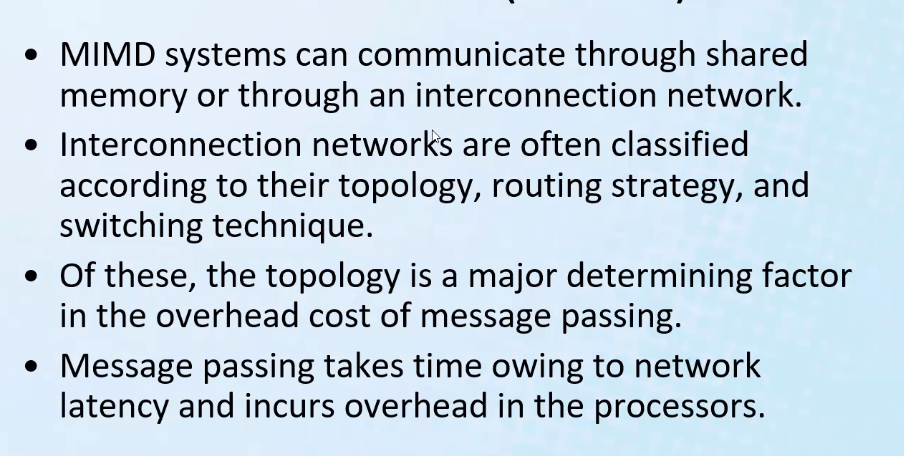 • MIMD systems can communicate through shared
memory or through an interconnection network.
• Interconnection networks are often classified
according to their topology, routing strategy, and
switching technique.
• Of these, the topology is a major determining factor
in the overhead cost of message passing.
• Message passing takes time owing to network
latency and incurs overhead in the processors.